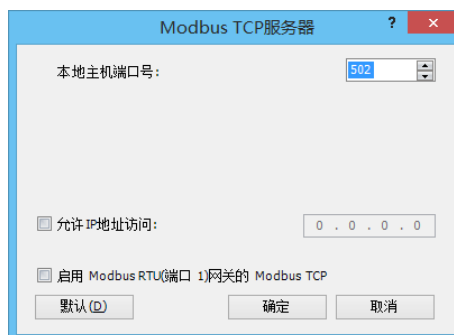 Modbus TCP服务器
?
本地主机端口号:
502
允许IP地址访问:
0 . 0 . 0 . 0
启用 Modbus RTU(端口 1)网关的 Modbus TCP
默认(D)
确定
取消